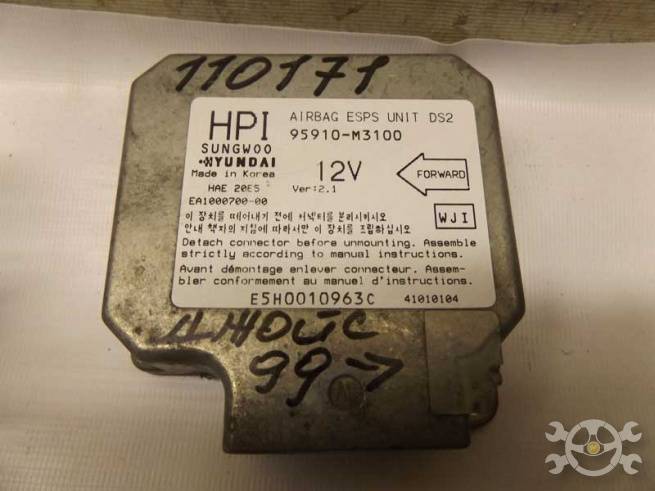 110171
HPI AIRBAG ESPS UNIT DS2
95910-M3100
SUNGWOO
HYUNDAI
Made in Korea
12V
FORWARD
HAE 20ES
Ver:2.1
EA1000700-00
WJI
이 장치를 떼어내기 전에 커넥터를 분리시키시오
안내 책자의 지침에 따라서만 이 장치를 조립하십시오
Detach connector before unmounting. Assemble
strictly according to manual instructions.
Avant démontage enlever connecteur. Assem-
bler conformement au manuel d'instructions.
E5H0010963C 41010104
ДЖОЙС
99->